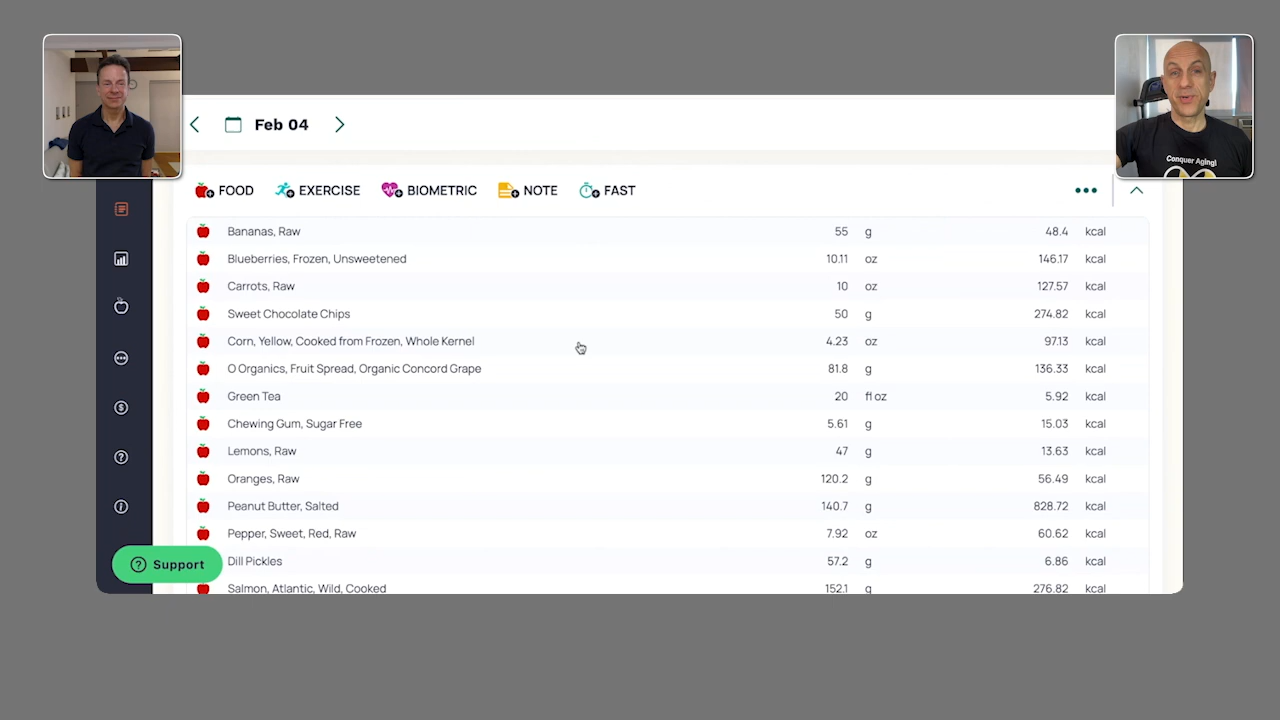 Feb 04
Conquer Aging!
FOOD EXERCISE BIOMETRIC NOTE FAST
Bananas, Raw 55 g 48.4 kcal
Blueberries, Frozen, Unsweetened 10.11 oz 146.17 kcal
Carrots, Raw 10 oz 127.57 kcal
Sweet Chocolate Chips 50 g 274.82 kcal
Corn, Yellow, Cooked from Frozen, Whole Kernel 4.23 oz 97.13 kcal
O Organics, Fruit Spread, Organic Concord Grape 81.8 g 136.33 kcal
Green Tea 20 fl oz 5.92 kcal
Chewing Gum, Sugar Free 5.61 g 15.03 kcal
Lemons, Raw 47 g 13.63 kcal
Oranges, Raw 120.2 g 56.49 kcal
Peanut Butter, Salted 140.7 g 828.72 kcal
Pepper, Sweet, Red, Raw 7.92 oz 60.62 kcal
Dill Pickles 57.2 g 6.86 kcal
Support
Salmon, Atlantic, Wild, Cooked 152.1 g 276.82 kcal